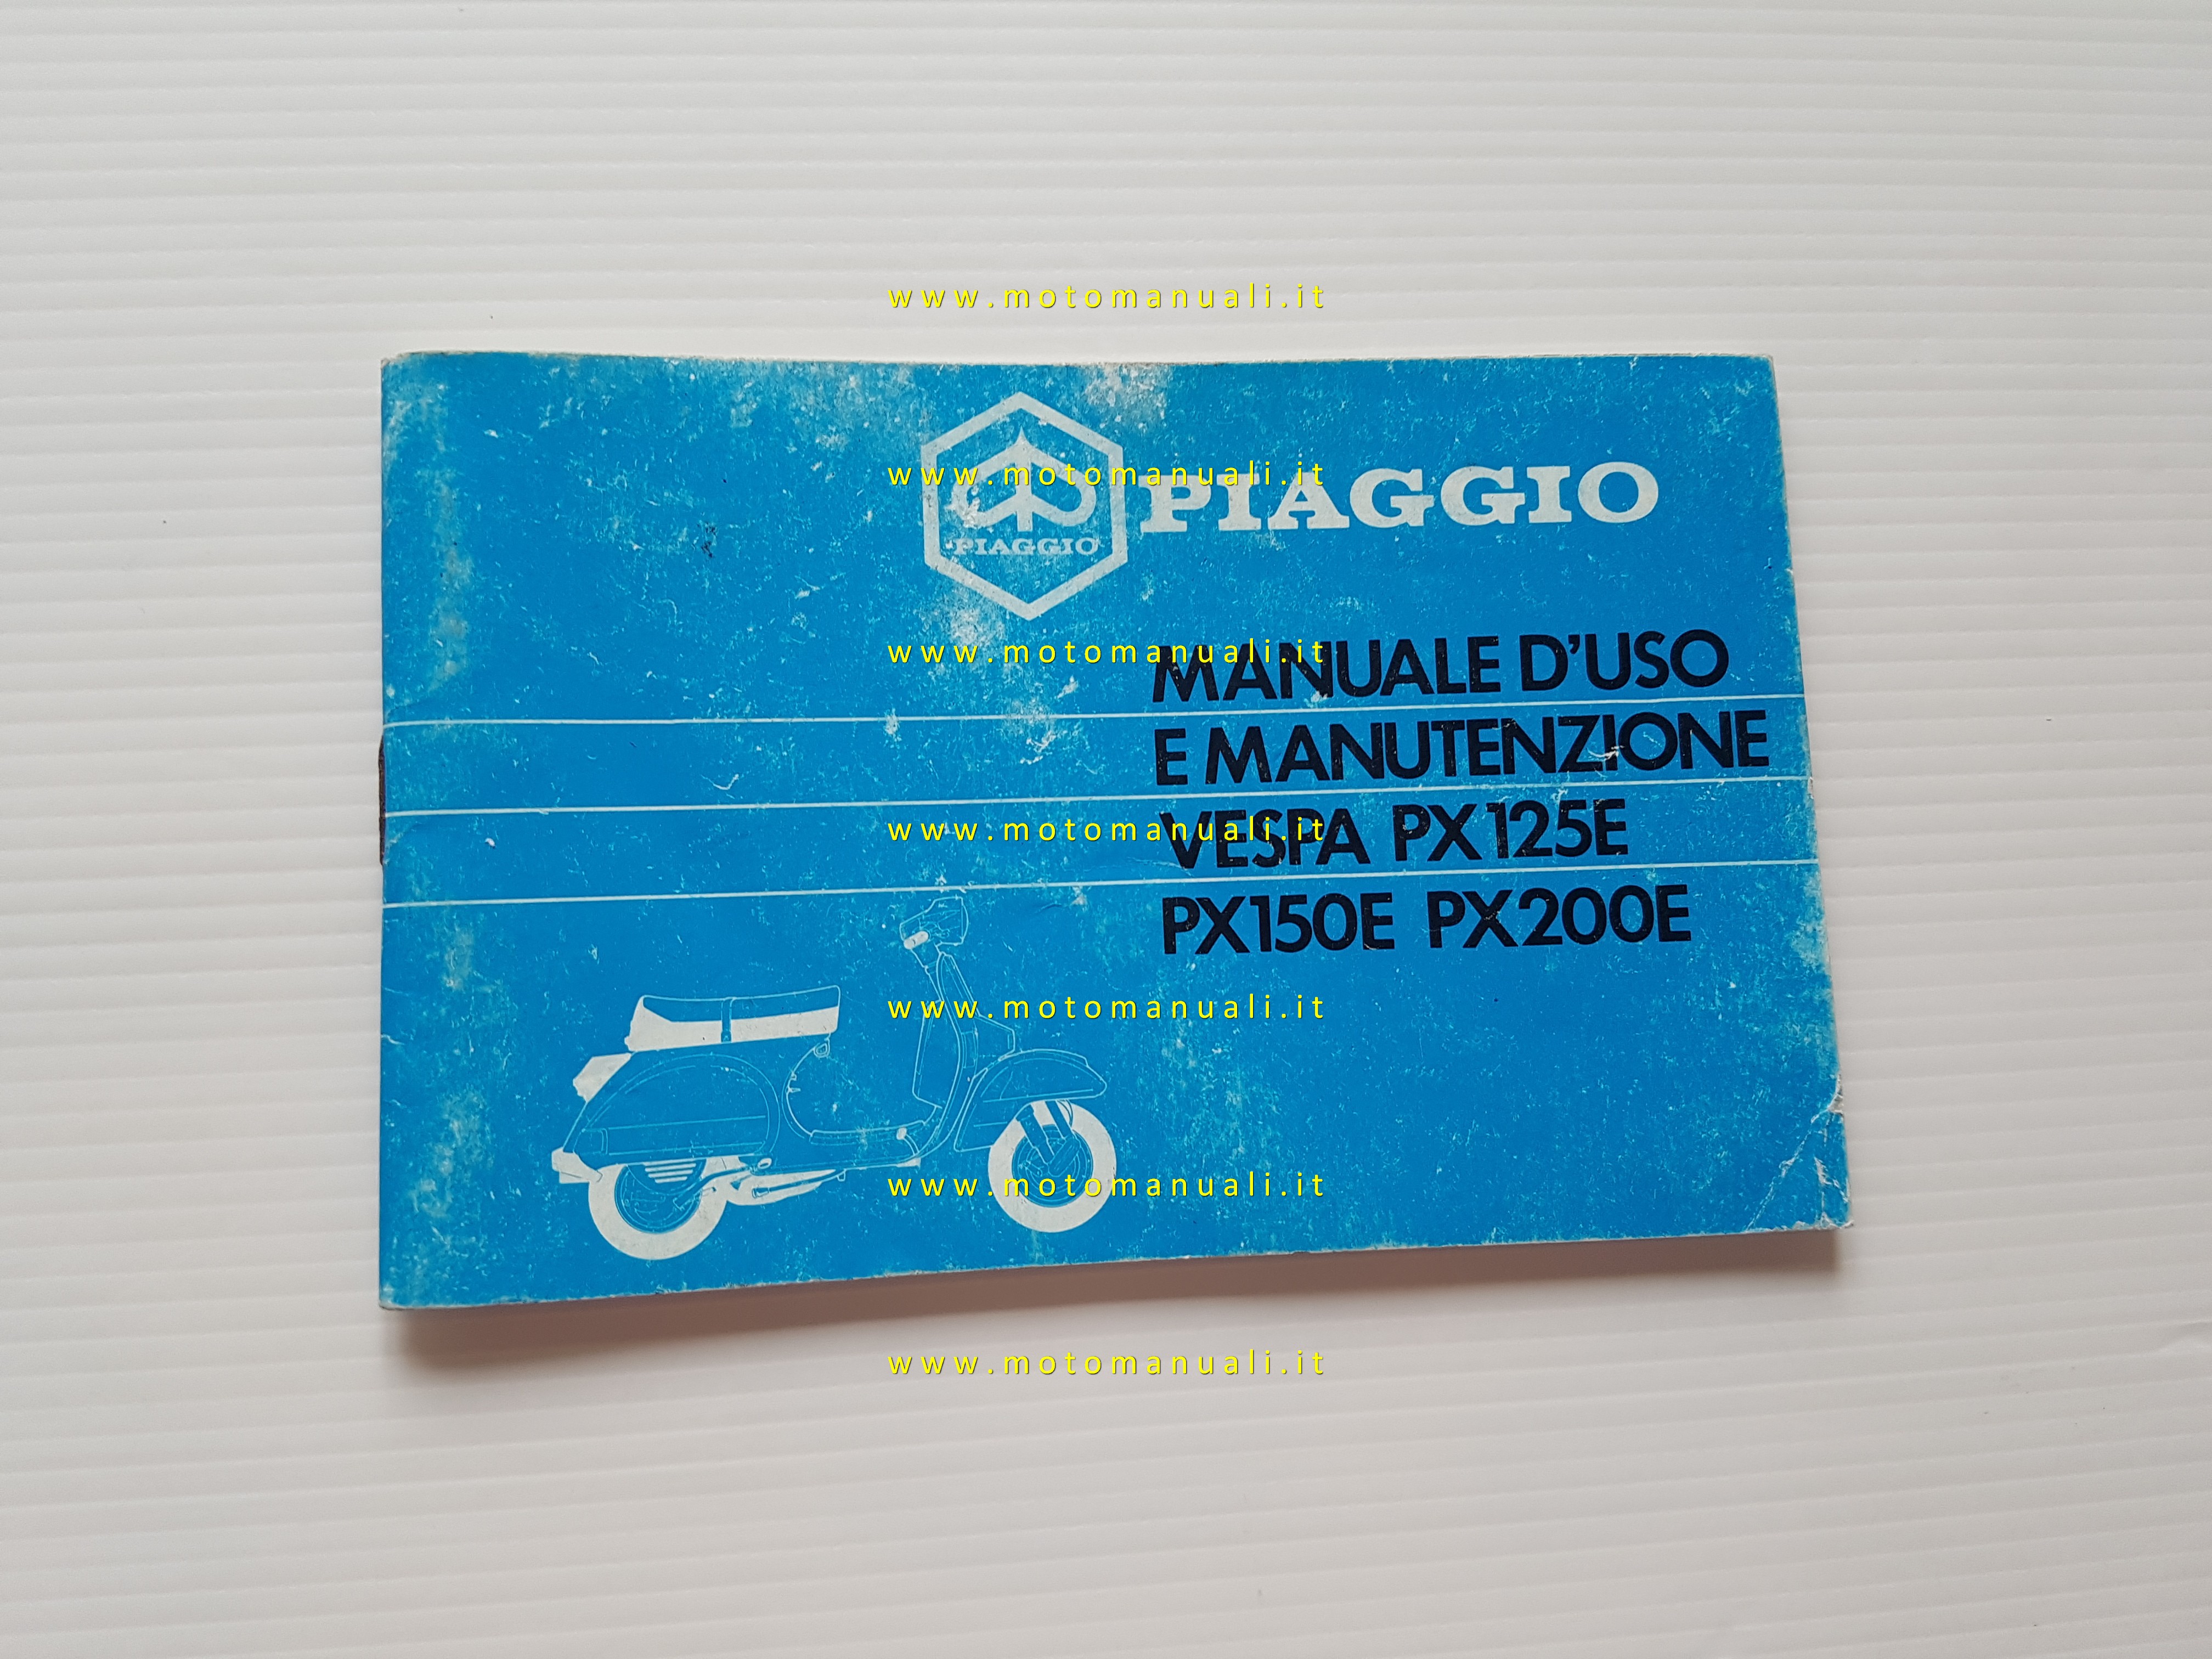 www.motomanuali.it
www.motomanuali.it
PIAGGIO
PIAGGIO
www.motomanuali.it
MANUALE D'USO
E MANUTENZIONE
www.motomanuali.it
VESPA PX125E
PX150E PX200E
www.motomanuali.it
www.motomanuali.it
www.motomanuali.it